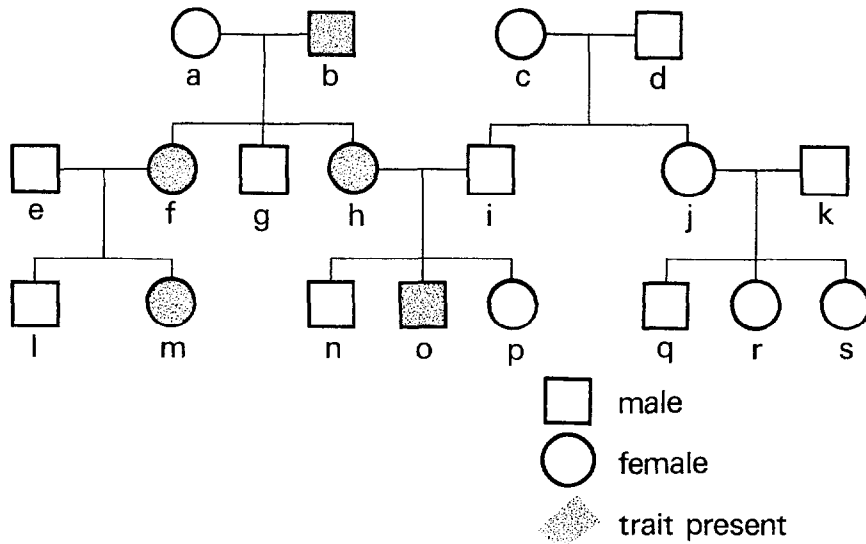 a b c d
e f g h i j k
l m n o p q r s
male
female
trait present